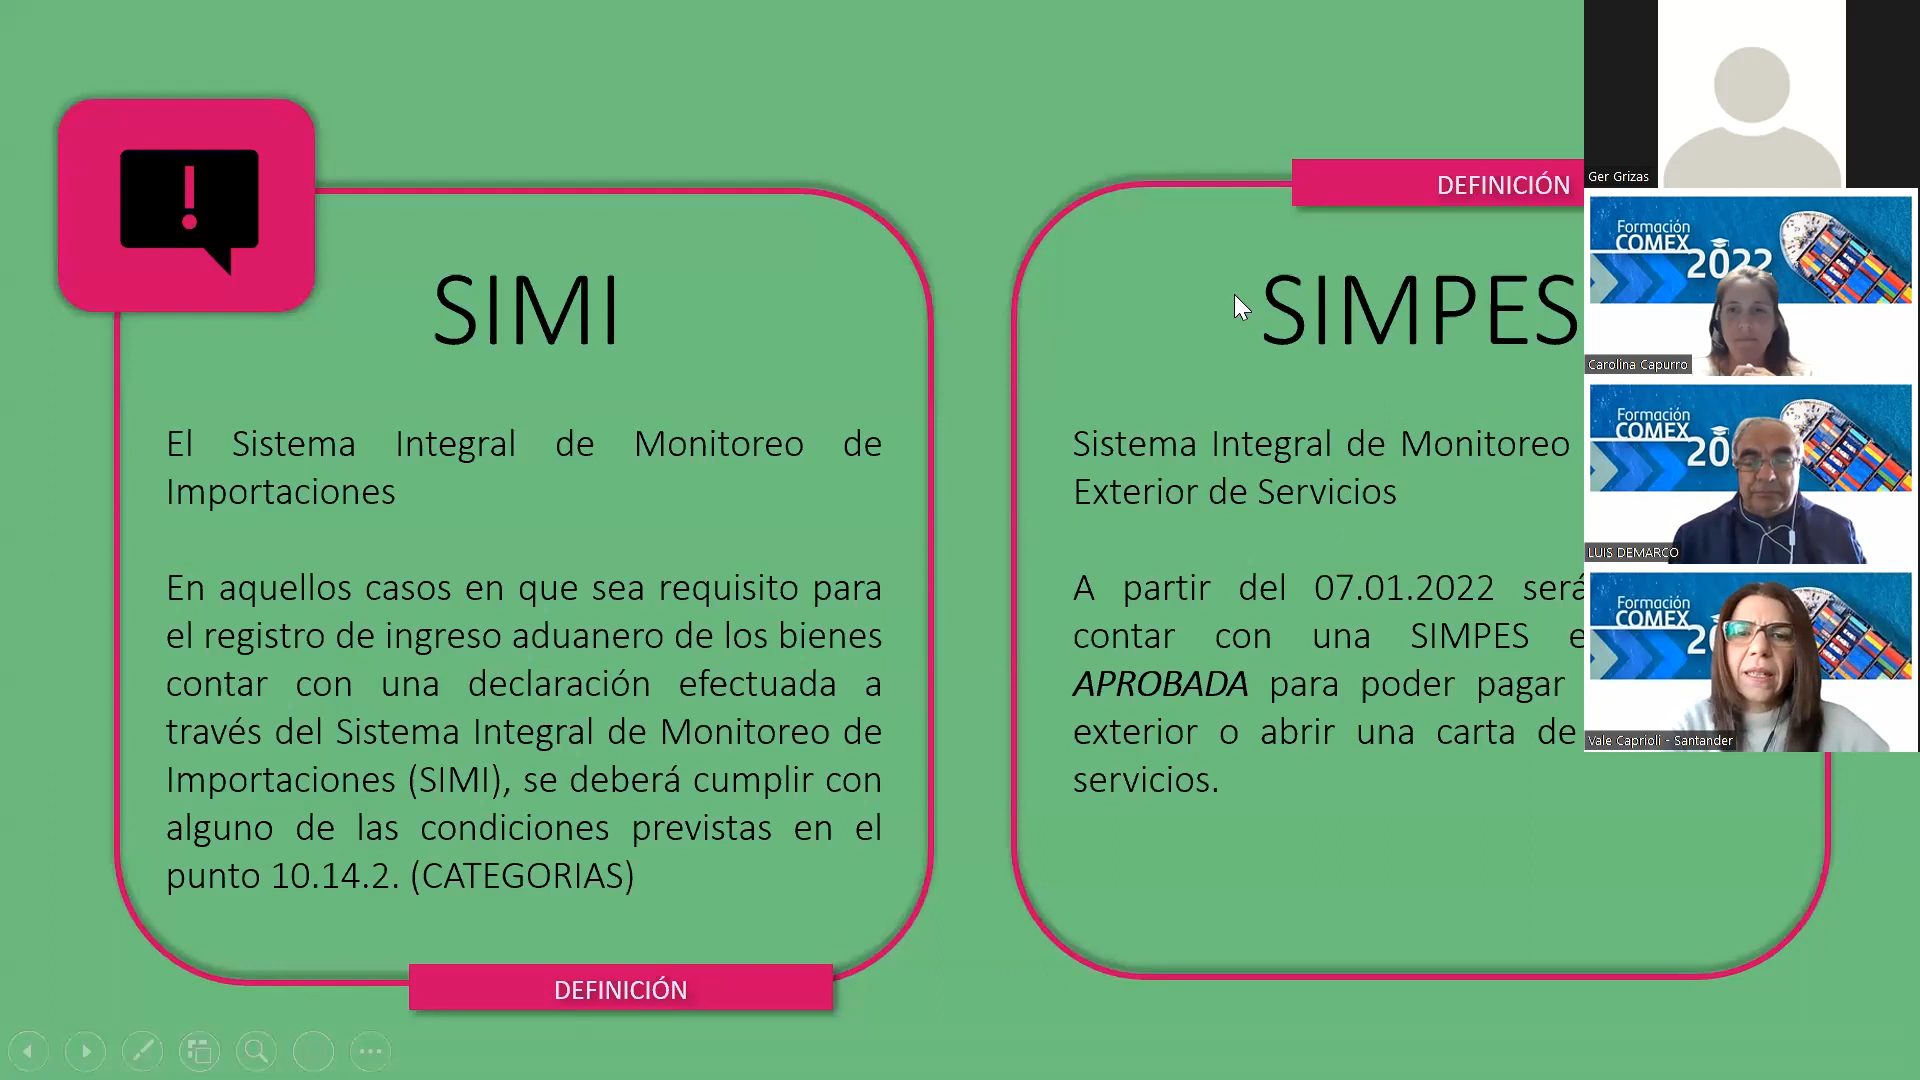 SIMI
El Sistema Integral de Monitoreo de
Importaciones
En aquellos casos en que sea requisito para
el registro de ingreso aduanero de los bienes
contar con una declaración efectuada a
través del Sistema Integral de Monitoreo de
Importaciones (SIMI), se deberá cumplir con
alguno de las condiciones previstas en el
punto 10.14.2. (CATEGORIAS)
DEFINICIÓN
DEFINICIÓN
SIMPES
Sistema Integral de Monitoreo
Exterior de Servicios
A partir del 07.01.2022 será
contar con una SIMPES
APROBADA para poder pagar
exterior o abrir una carta de
servicios.
Ger Grizas
Formación
COMEX
2022
Carolina Capurro
Formación
COMEX
20
LUIS DEMARCO
Formación
COMEX
2
Vale Caprioli - Santander